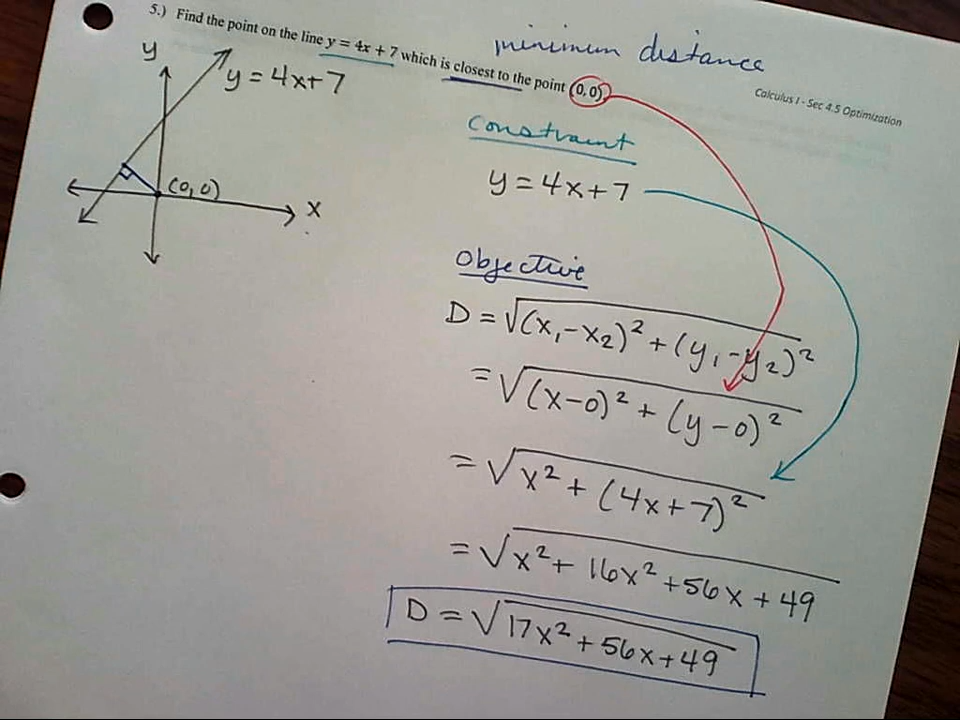 5.) Find the point on the line y = 4x + 7 which is closest to the point (0, 0).
minimum distance
Calculus I - Sec 4.5 Optimization
y
y = 4x+7
(0,0)
x
Constraint
y = 4x+7
Objective
D = √(x₁-x₂)² + (y₁-y₂)²
= √(x-0)² + (y-0)²
= √x² + (4x+7)²
= √x² + 16x² + 56x + 49
D = √17x² + 56x + 49